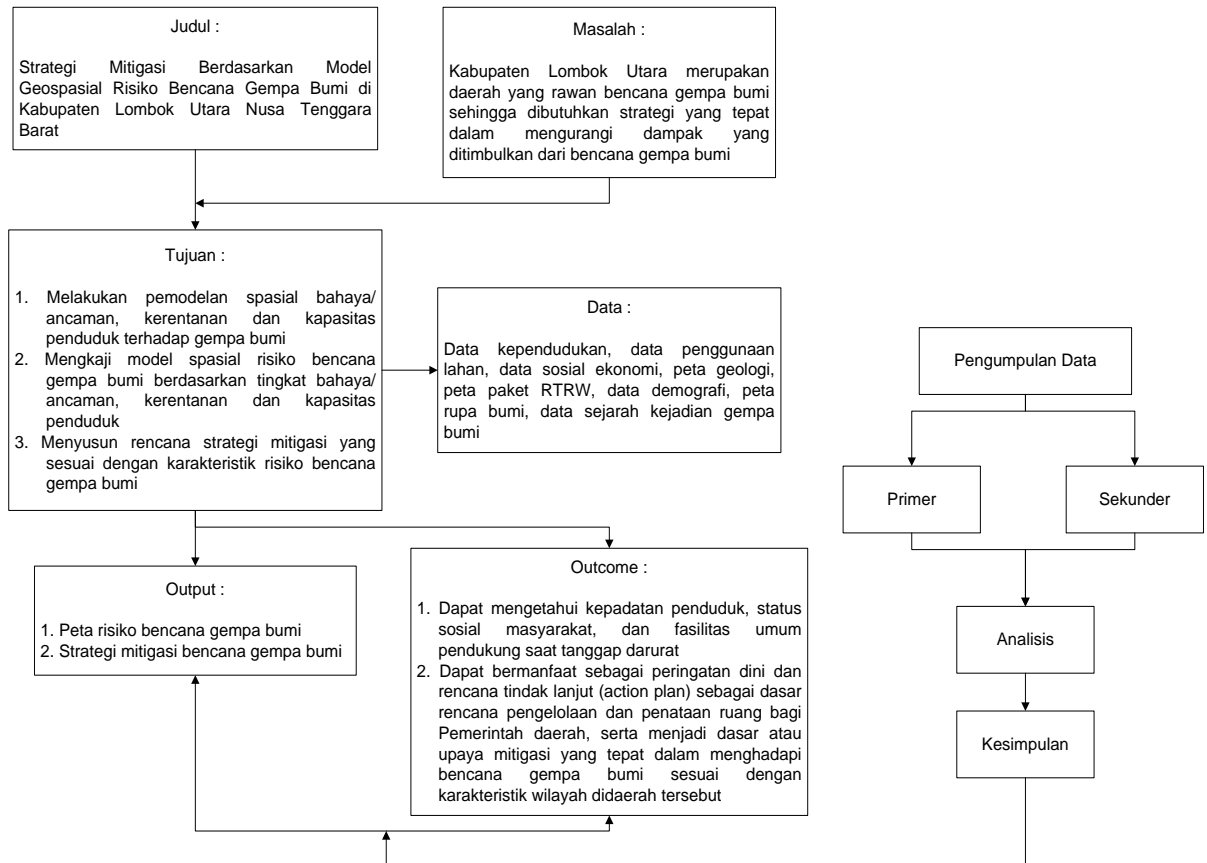 Judul :
Strategi Mitigasi Berdasarkan Model
Geospasial Risiko Bencana Gempa Bumi di
Kabupaten Lombok Utara Nusa Tenggara
Barat
Masalah :
Kabupaten Lombok Utara merupakan
daerah yang rawan bencana gempa bumi
sehingga dibutuhkan strategi yang tepat
dalam mengurangi dampak yang
ditimbulkan dari bencana gempa bumi
Tujuan :
1. Melakukan pemodelan spasial bahaya/
ancaman, kerentanan dan kapasitas
penduduk terhadap gempa bumi
2. Mengkaji model spasial risiko bencana
gempa bumi berdasarkan tingkat bahaya/
ancaman, kerentanan dan kapasitas
penduduk
3. Menyusun rencana strategi mitigasi yang
sesuai dengan karakteristik risiko bencana
gempa bumi
Data :
Data kependudukan, data penggunaan
lahan, data sosial ekonomi, peta geologi,
peta paket RTRW, data demografi, peta
rupa bumi, data sejarah kejadian gempa
bumi
Output :
1. Peta risiko bencana gempa bumi
2. Strategi mitigasi bencana gempa bumi
Outcome :
1. Dapat mengetahui kepadatan penduduk, status
sosial masyarakat, dan fasilitas umum
pendukung saat tanggap darurat
2. Dapat bermanfaat sebagai peringatan dini dan
rencana tindak lanjut (action plan) sebagai dasar
rencana pengelolaan dan penataan ruang bagi
Pemerintah daerah, serta menjadi dasar atau
upaya mitigasi yang tepat dalam menghadapi
bencana gempa bumi sesuai dengan
karakteristik wilayah didaerah tersebut
Pengumpulan Data
Primer
Sekunder
Analisis
Kesimpulan